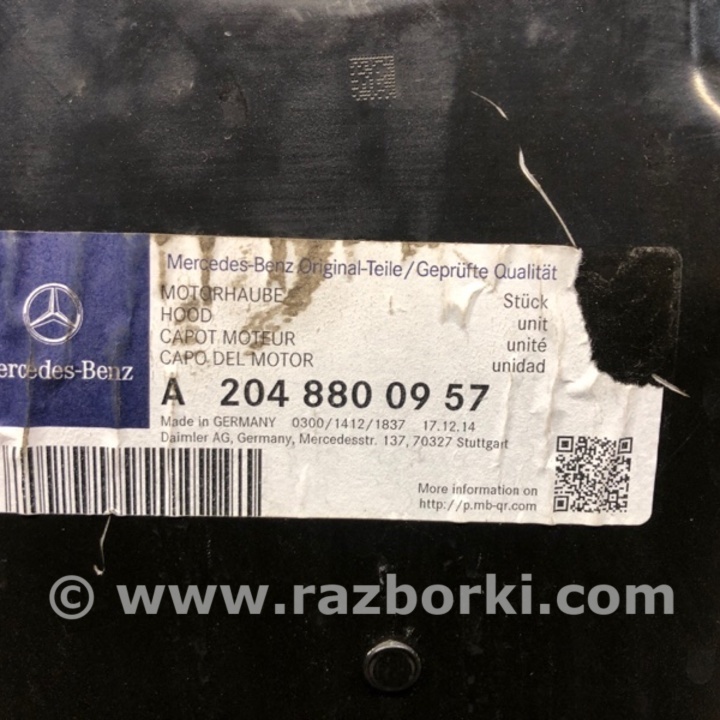 Mercedes-Benz Original-Teile/Geprüfte Qualität
MOTORHAUBE
HOOD
CAPOT MOTEUR
CAPO DEL MOTOR
Stück
unit
unité
unidad
ercedes-Benz
A 204 880 09 57
Made in GERMANY 0300/1412/1837 17.12.14
Daimler AG, Germany, Mercedesstr. 137, 70327 Stuttgart
More information on
http://p.mb-qr.com
© www.razborki.com